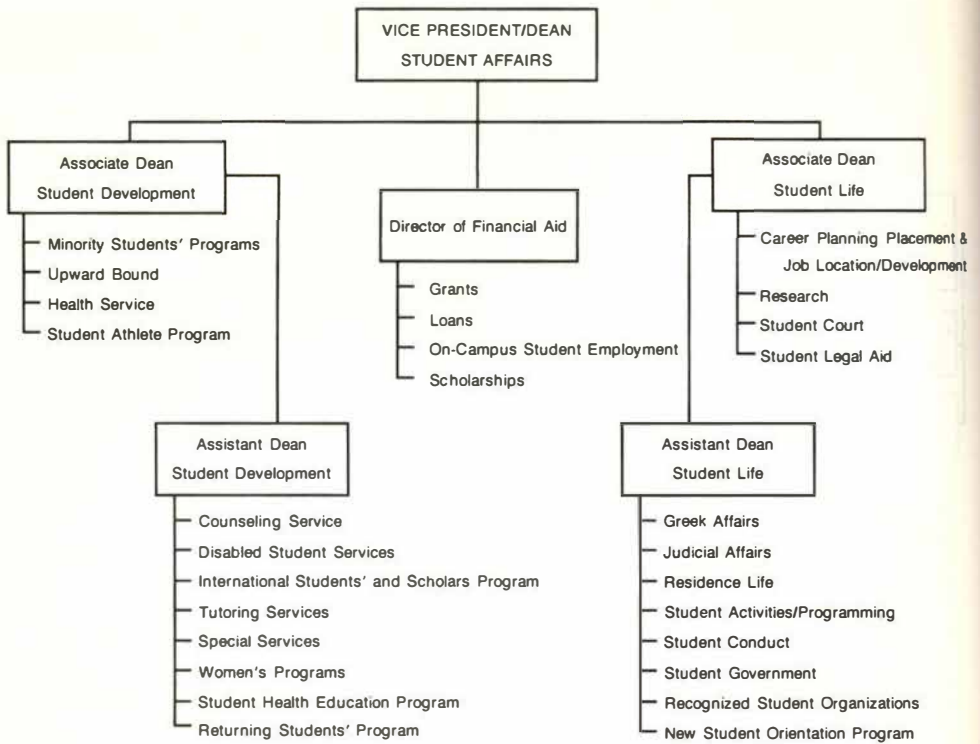 VICE PRESIDENT/DEAN
STUDENT AFFAIRS
Associate Dean
Student Development
Minority Students' Programs
Upward Bound
Health Service
Student Athlete Program
Director of Financial Aid
Grants
Loans
On-Campus Student Employment
Scholarships
Associate Dean
Student Life
Career Planning Placement &
Job Location/Development
Research
Student Court
Student Legal Aid
Assistant Dean
Student Development
Counseling Service
Disabled Student Services
International Students' and Scholars Program
Tutoring Services
Special Services
Women's Programs
Student Health Education Program
Returning Students' Program
Assistant Dean
Student Life
Greek Affairs
Judicial Affairs
Residence Life
Student Activities/Programming
Student Conduct
Student Government
Recognized Student Organizations
New Student Orientation Program